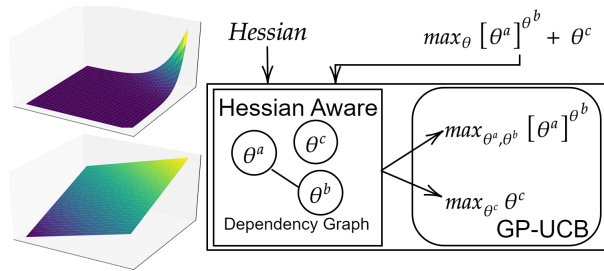 Hessian
max_θ [θ^a]^{θ^b} + θ^c
Hessian Aware
θ^a
θ^c
θ^b
Dependency Graph
max_{θ^a,θ^b} [θ^a]^{θ^b}
max_{θ^c} θ^c
GP-UCB